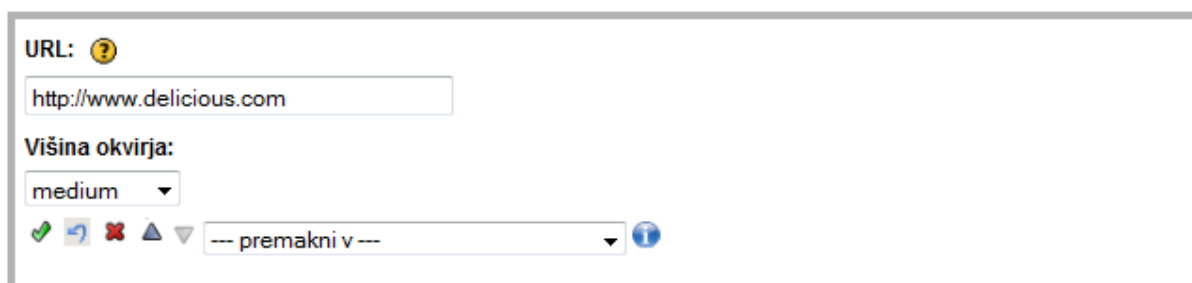 URL:
http://www.delicious.com
Višina okvirja:
medium
--- premakni v ---